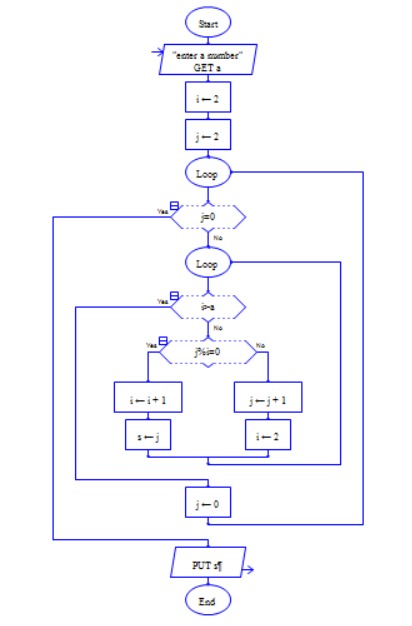 Start
"enter a number"
GET a
i ← 2
j ← 2
Loop
Yes
j=0
No
Loop
Yes
i>a
No
Yes
j%i=0
No
i ← i + 1
j ← j + 1
s ← j
i ← 2
j ← 0
PUT s¶
End